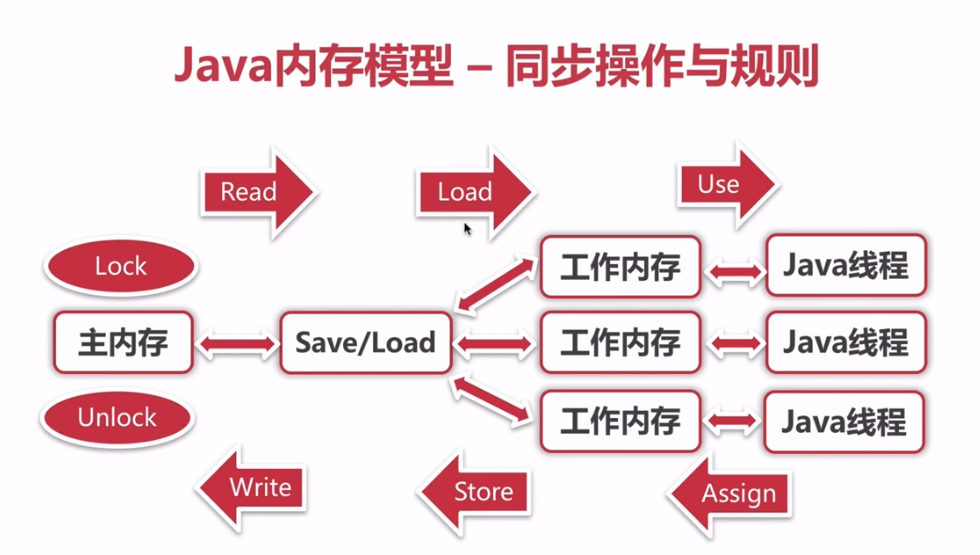 Java内存模型 – 同步操作与规则
Read
Load
Use
Lock
工作内存
Java线程
主内存
Save/Load
工作内存
Java线程
Unlock
工作内存
Java线程
Write
Store
Assign